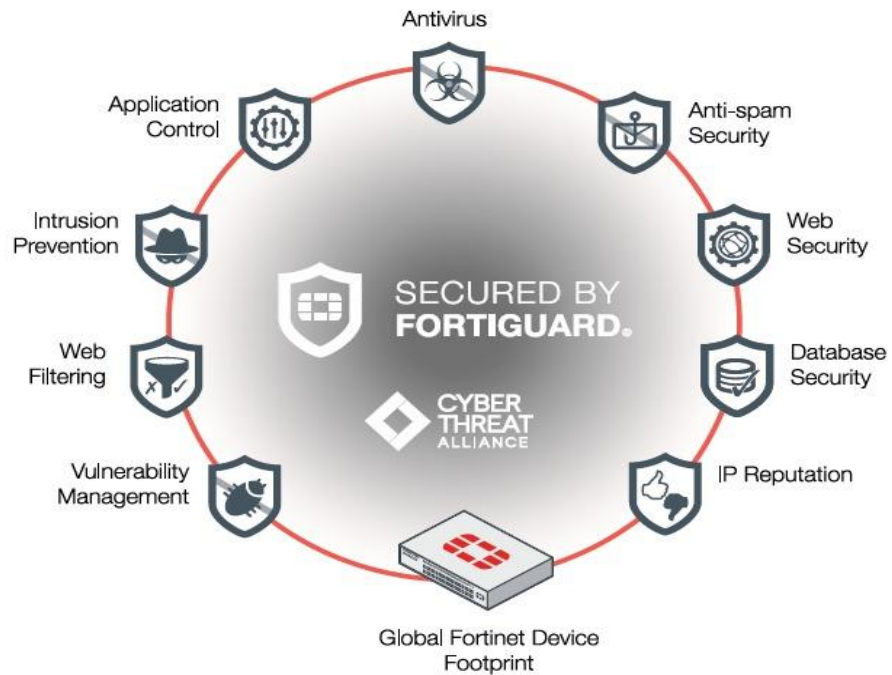 Antivirus
Application
Control
Anti-spam
Security
Intrusion
Prevention
Web
Security
SECURED BY
FORTIGUARD®
Web
Filtering
Database
Security
CYBER
THREAT
ALLIANCE
Vulnerability
Management
IP Reputation
Global Fortinet Device
Footprint